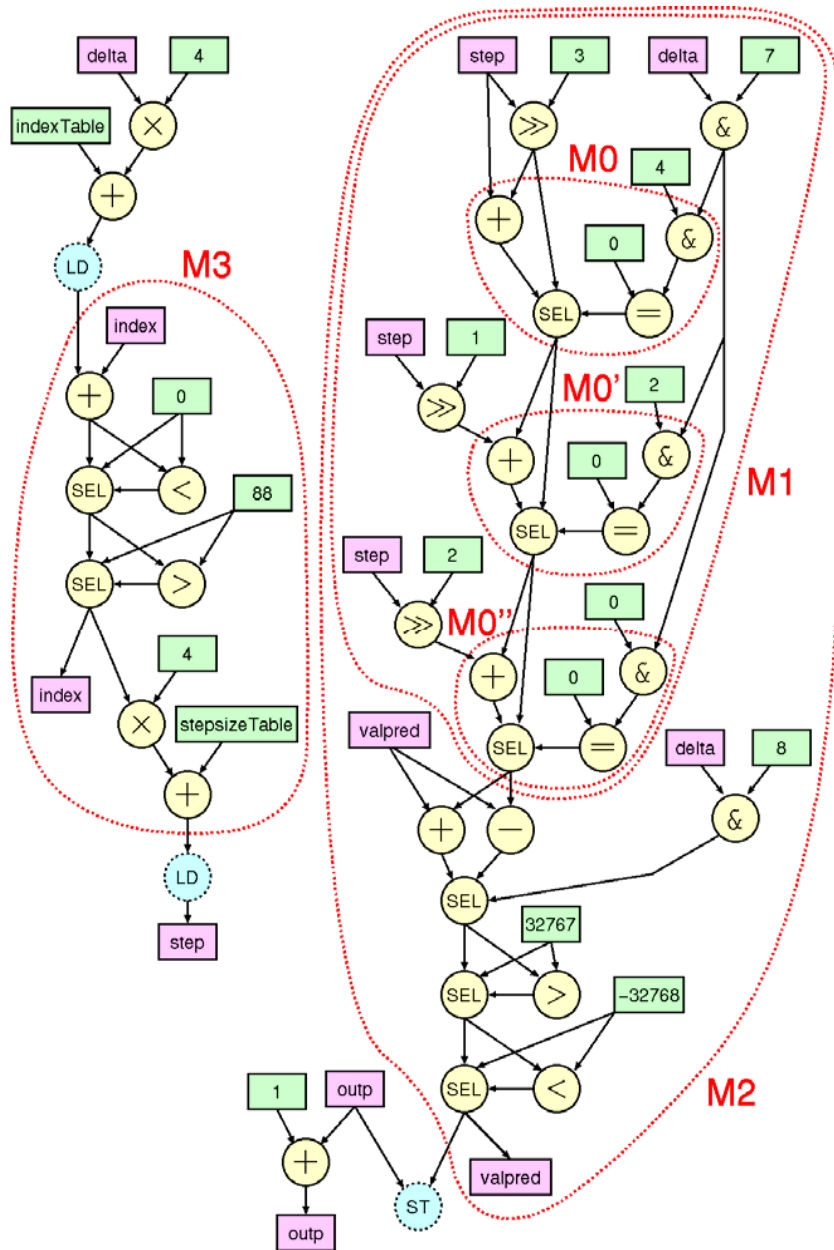 delta 4 step 3 delta 7
indexTable × ≫ &
M0
4
+ + &
0
LD M3 SEL =
index step 1
+ 0 ≫ M0' 2
+ &
0
SEL < 88 M1
SEL =
step 2
SEL > 0
≫ M0''
+ &
4 0
index
× stepsizeTable valpred SEL =
delta 8
+ + − &
LD SEL
32767
step
SEL >
−32768
1 outp SEL < M2
+ valpred
ST
outp